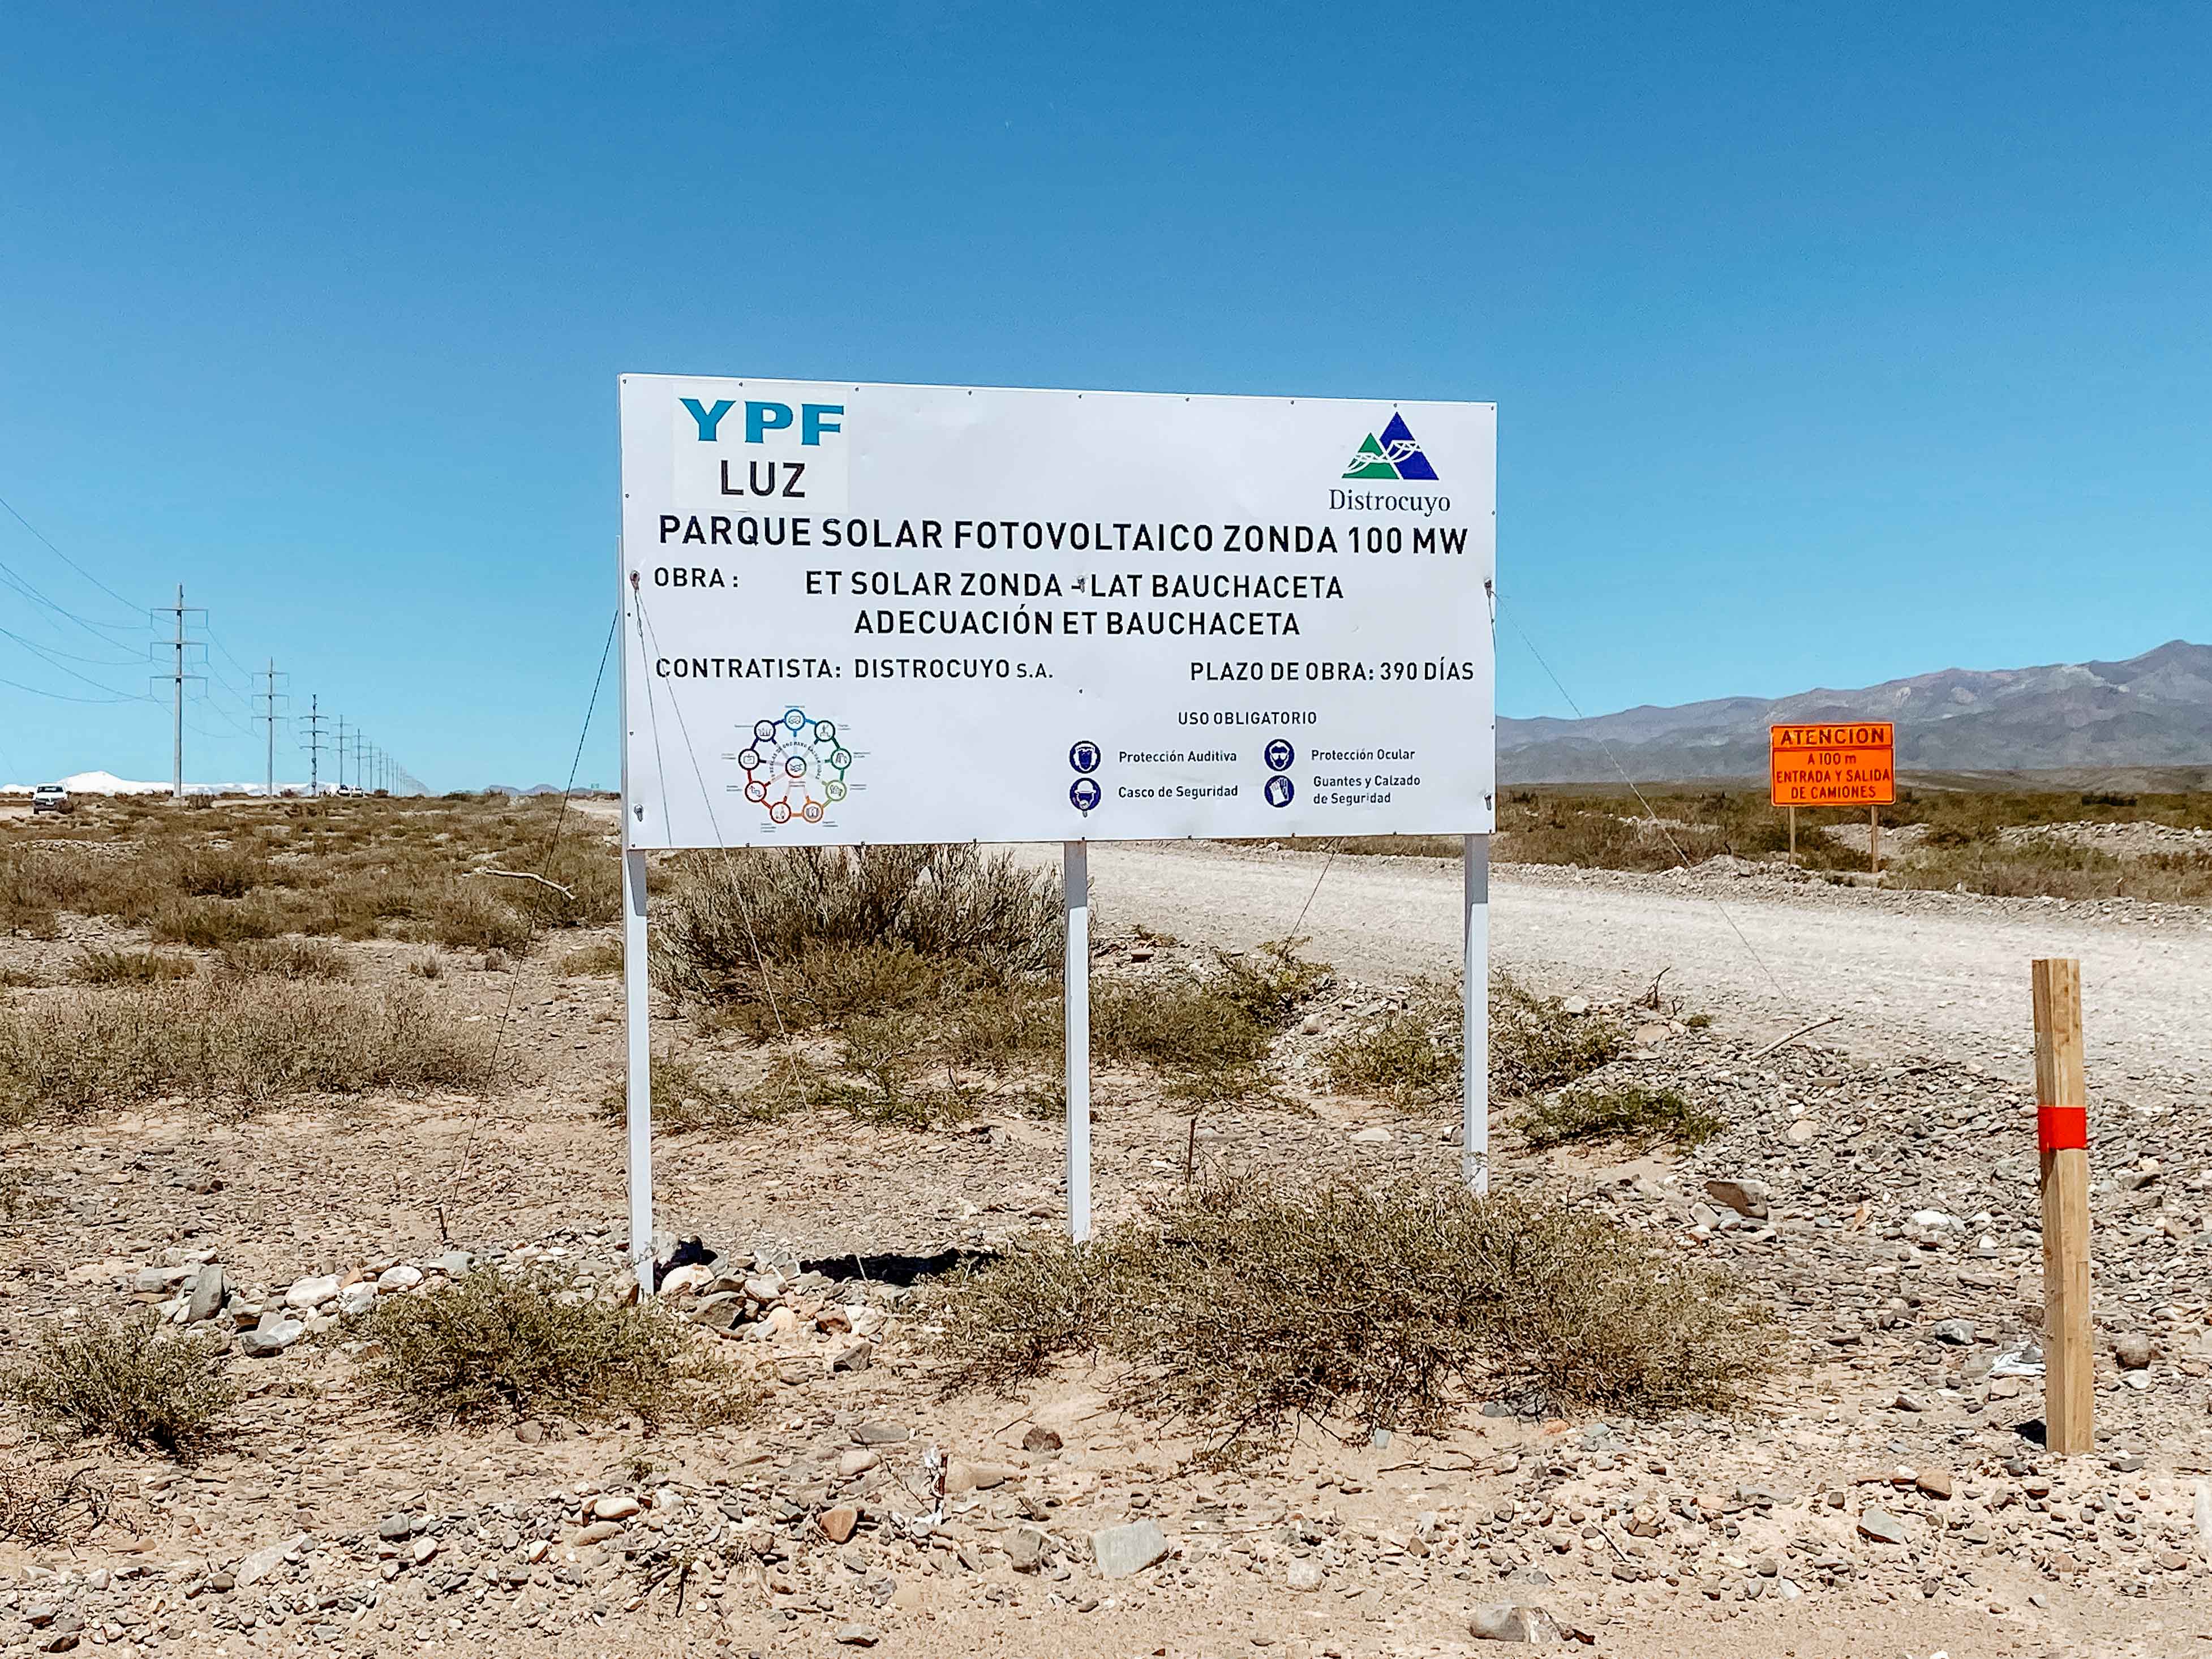 YPF
LUZ
Distrocuyo
PARQUE SOLAR FOTOVOLTAICO ZONDA 100 MW
OBRA :
ET SOLAR ZONDA - LAT BAUCHACETA
ADECUACIÓN ET BAUCHACETA
CONTRATISTA: DISTROCUYO S.A.
PLAZO DE OBRA: 390 DÍAS
USO OBLIGATORIO
Protección Auditiva
Protección Ocular
Casco de Seguridad
Guantes y Calzado
de Seguridad
ATENCION
A 100 m
ENTRADA Y SALIDA
DE CAMIONES